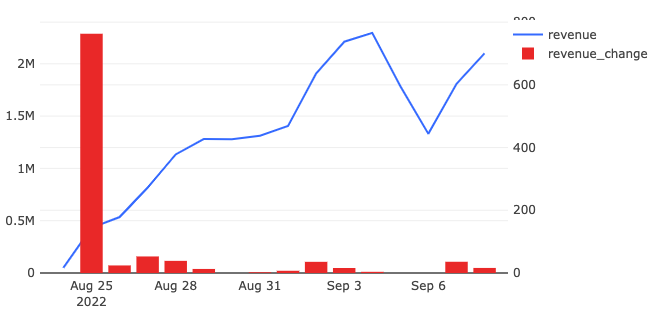 800
revenue
revenue_change
2M
1.5M
1M
0.5M
0
600
400
200
0
Aug 25
2022
Aug 28
Aug 31
Sep 3
Sep 6